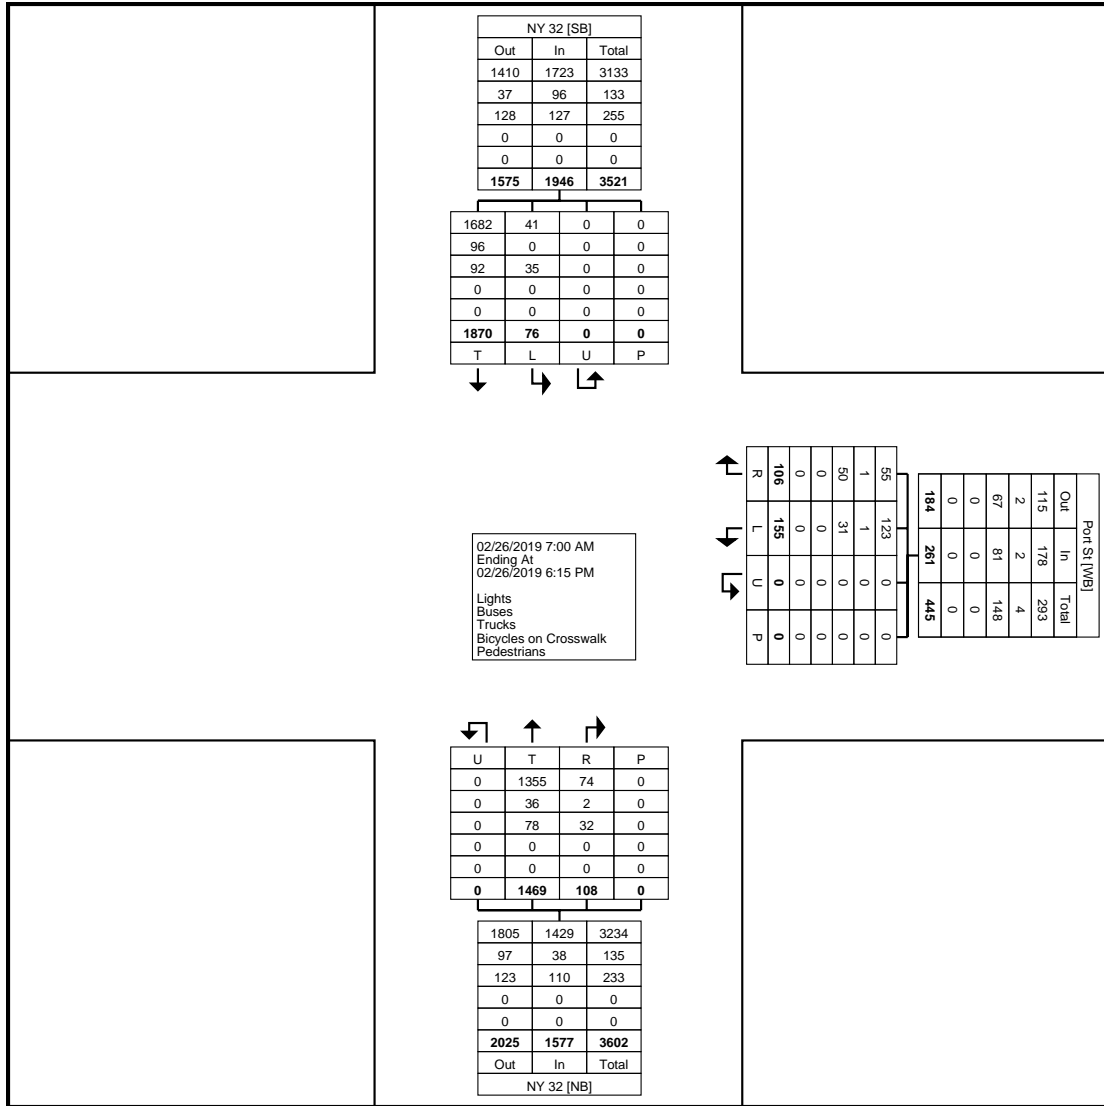 NY 32 [SB]
Out In Total
1410 1723 3133
37 96 133
128 127 255
0 0 0
0 0 0
1575 1946 3521
1682 41 0 0
96 0 0 0
92 35 0 0
0 0 0 0
0 0 0 0
1870 76 0 0
T L U P
Port St [WB]
Out In Total
115 178 293
2 2 4
67 81 148
0 0 0
0 0 0
184 261 445
55 123 0 0
1 1 0 0
50 31 0 0
0 0 0 0
0 0 0 0
106 155 0 0
R L U P
02/26/2019 7:00 AM
Ending At
02/26/2019 6:15 PM
Lights
Buses
Trucks
Bicycles on Crosswalk
Pedestrians
U T R P
0 1355 74 0
0 36 2 0
0 78 32 0
0 0 0 0
0 0 0 0
0 1469 108 0
1805 1429 3234
97 38 135
123 110 233
0 0 0
0 0 0
2025 1577 3602
Out In Total
NY 32 [NB]